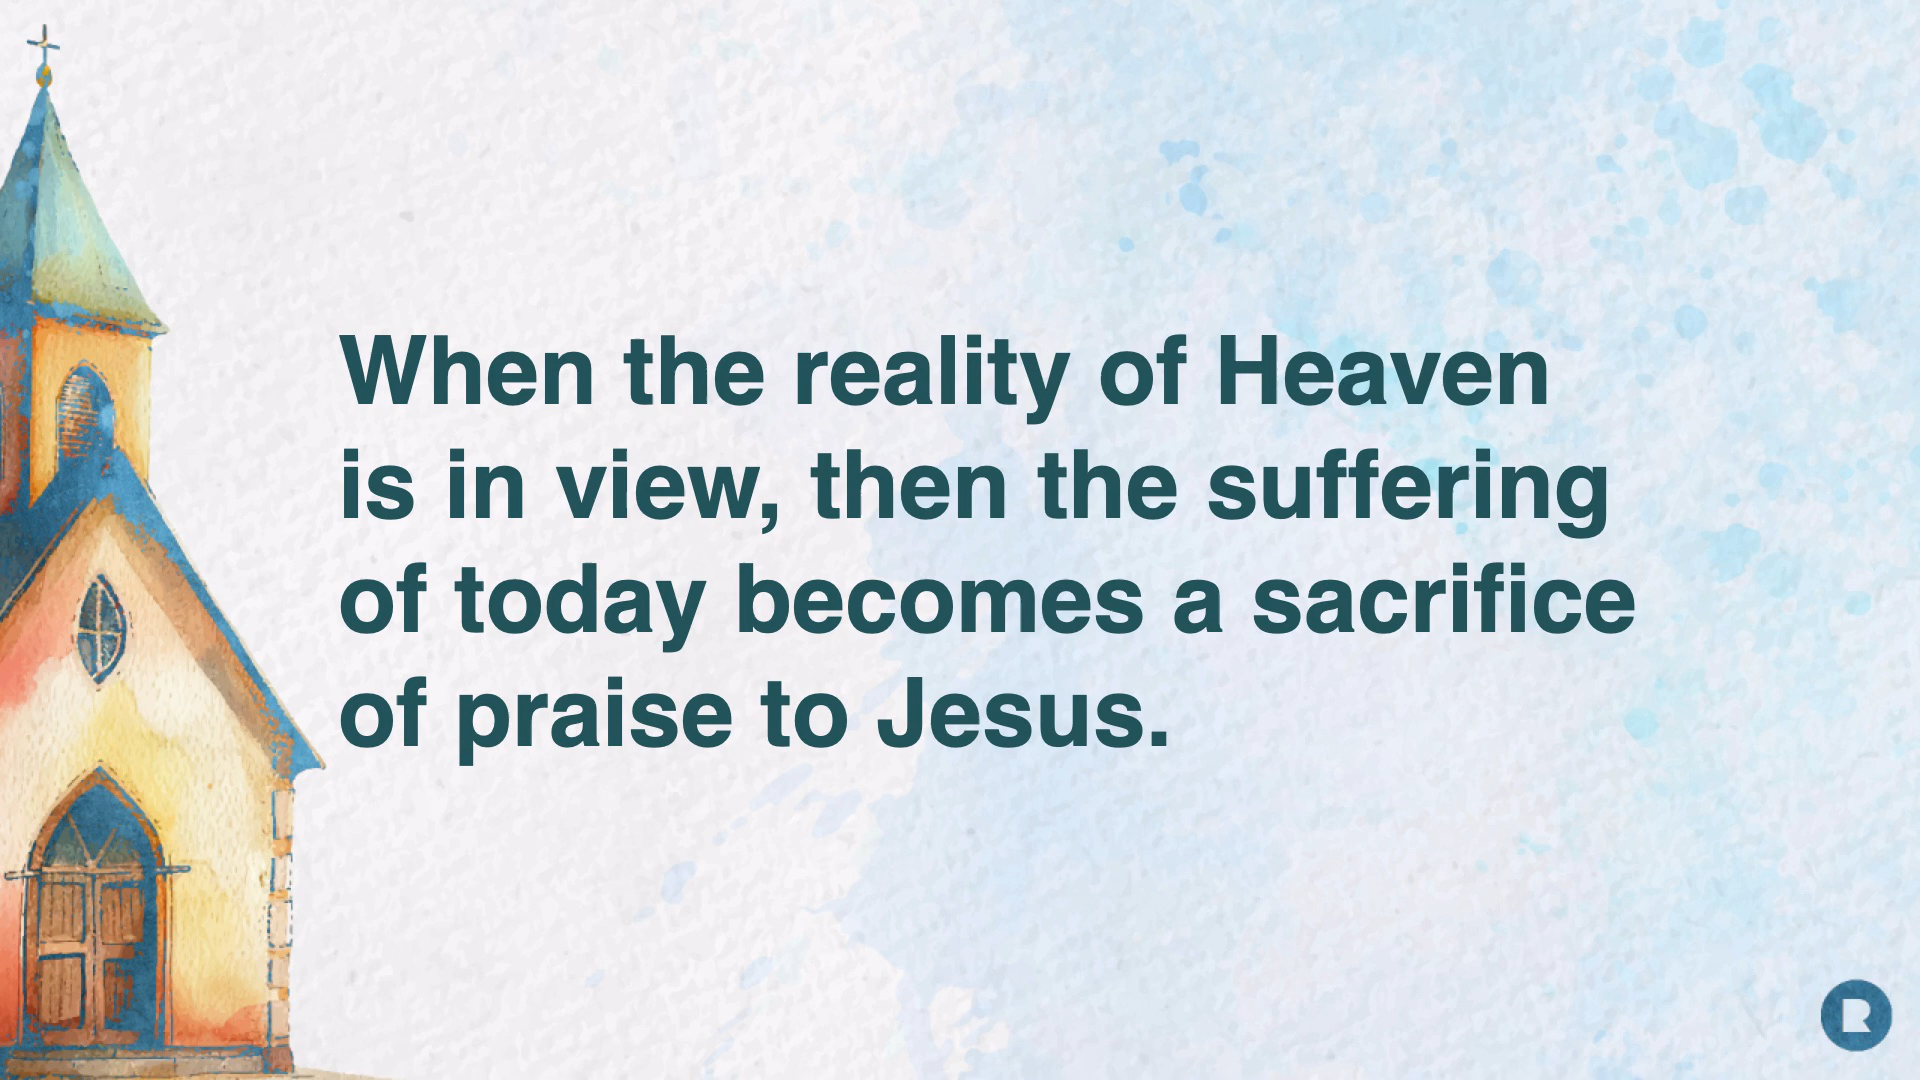 When the reality of Heaven
is in view, then the suffering
of today becomes a sacrifice
of praise to Jesus.
R